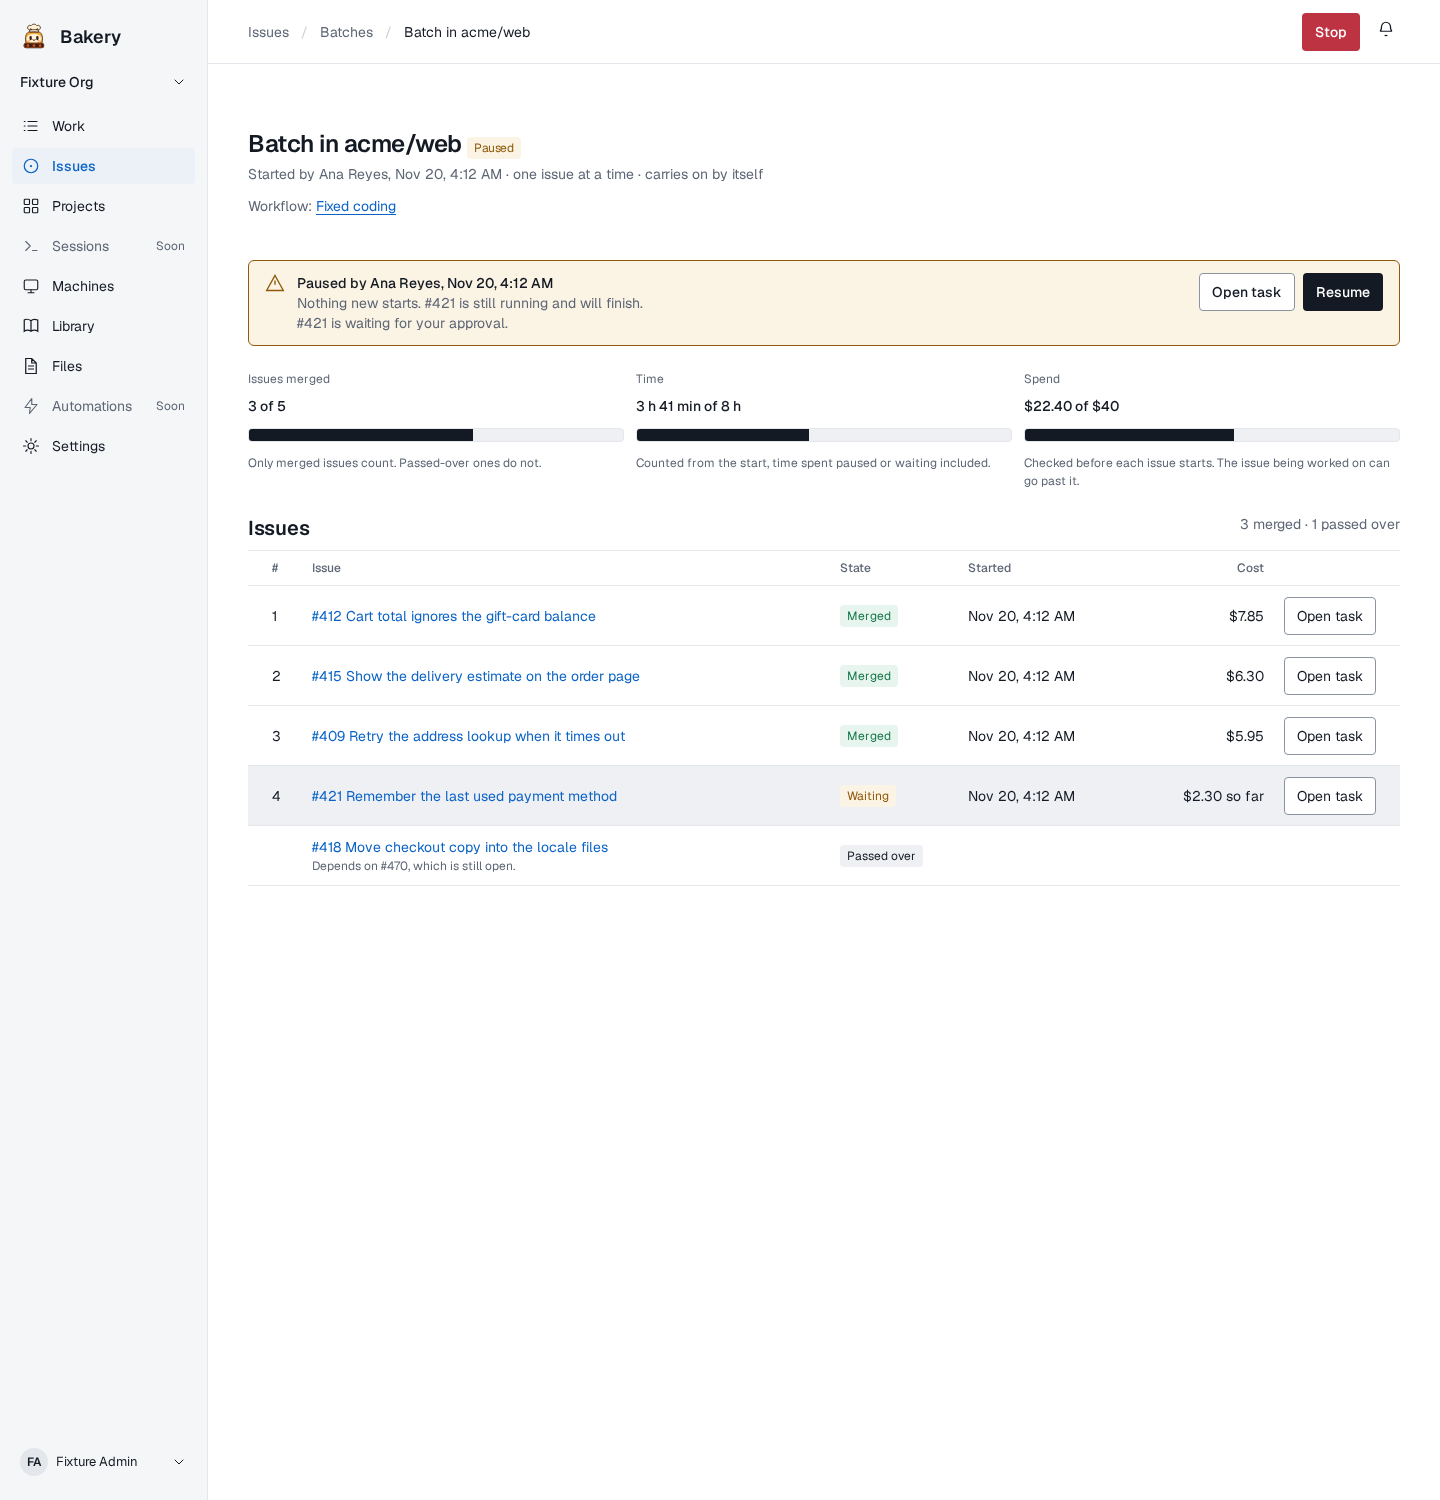 Bakery
Fixture Org
Work
Issues
Projects
Sessions Soon
Machines
Library
Files
Automations Soon
Settings
FA Fixture Admin
Issues / Batches / Batch in acme/web
Stop
Batch in acme/web Paused
Started by Ana Reyes, Nov 20, 4:12 AM · one issue at a time · carries on by itself
Workflow: Fixed coding
Paused by Ana Reyes, Nov 20, 4:12 AM
Nothing new starts. #421 is still running and will finish.
#421 is waiting for your approval.
Open task Resume
Issues merged
3 of 5
Only merged issues count. Passed-over ones do not.
Time
3 h 41 min of 8 h
Counted from the start, time spent paused or waiting included.
Spend
$22.40 of $40
Checked before each issue starts. The issue being worked on can
go past it.
Issues 3 merged · 1 passed over
# Issue State Started Cost
1 #412 Cart total ignores the gift-card balance Merged Nov 20, 4:12 AM $7.85 Open task
2 #415 Show the delivery estimate on the order page Merged Nov 20, 4:12 AM $6.30 Open task
3 #409 Retry the address lookup when it times out Merged Nov 20, 4:12 AM $5.95 Open task
4 #421 Remember the last used payment method Waiting Nov 20, 4:12 AM $2.30 so far Open task
#418 Move checkout copy into the locale files Passed over
Depends on #470, which is still open.